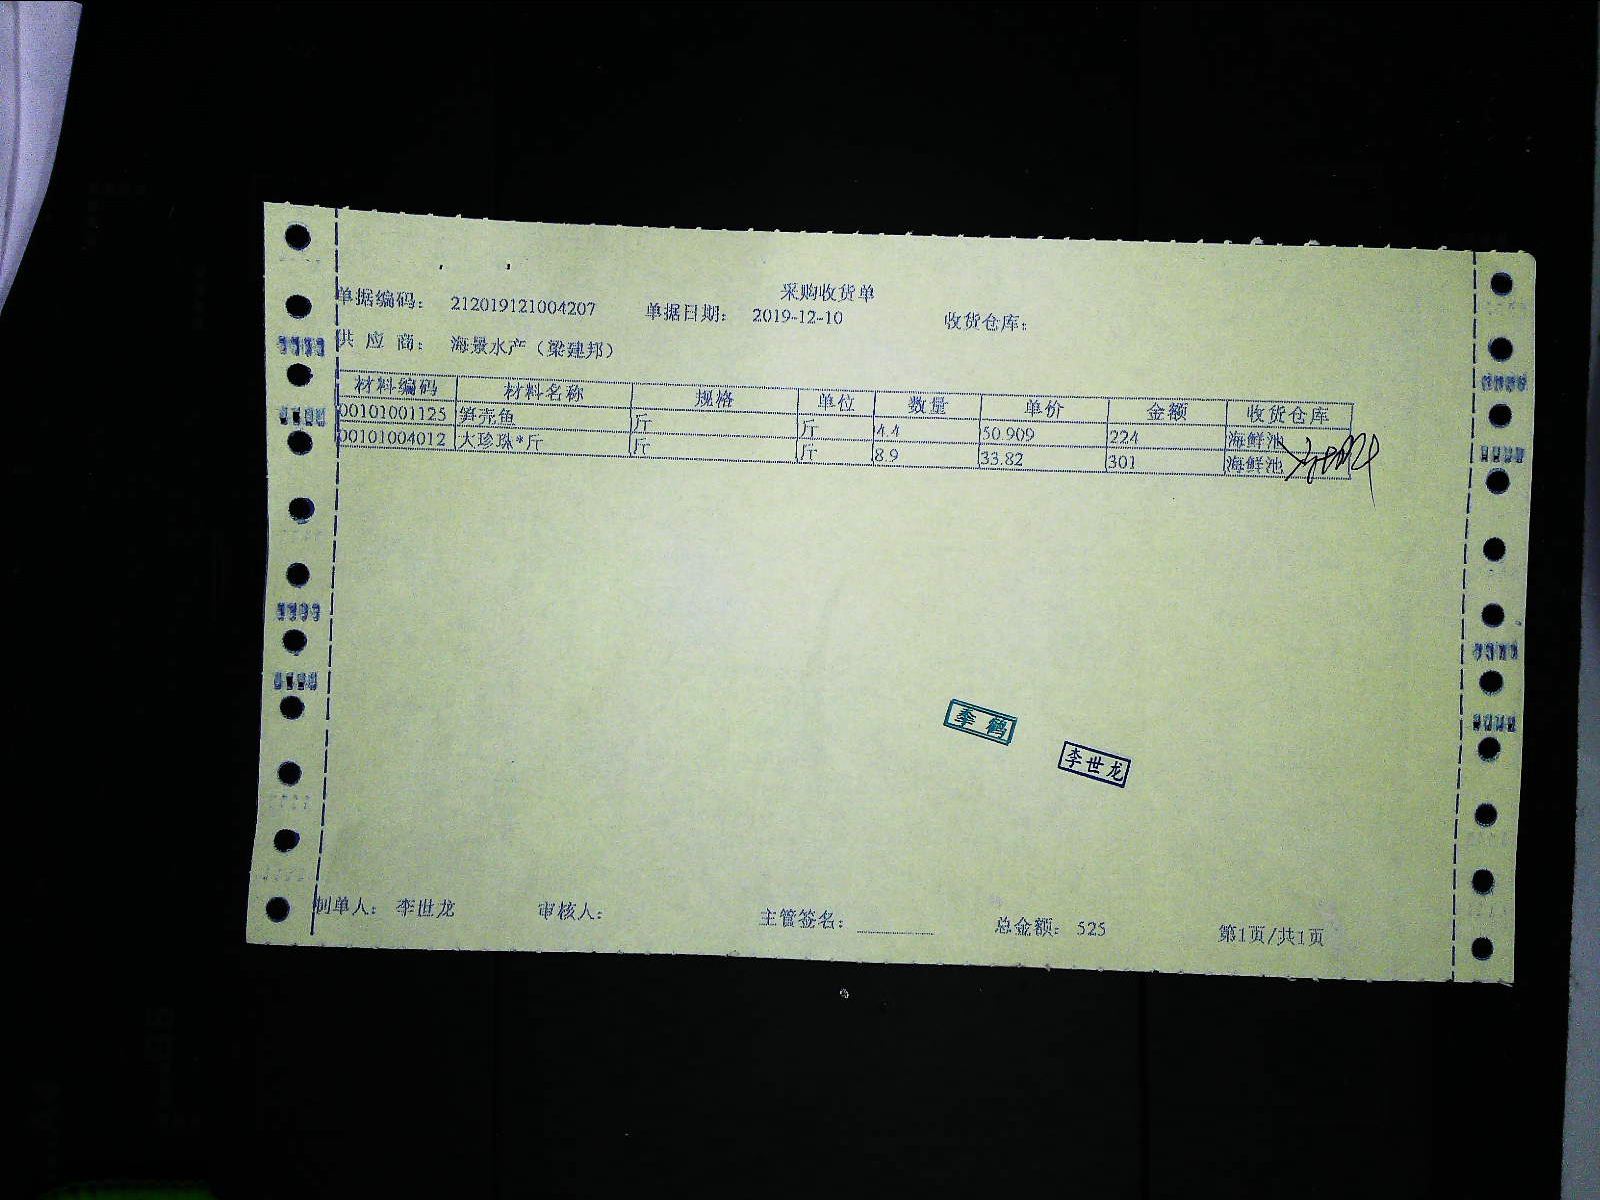 采购收货单
单据编码： 212019121004207 单据日期： 2019-12-10 收货仓库：
供 应 商： 海景水产（梁建邦）
材料编码 材料名称 规格 单位 数量 单价 金额 收货仓库
00101001125 笋壳鱼 斤 斤 4.4 50.909 224 海鲜池
00101004012 大珍珠*斤 斤 斤 8.9 33.82 301 海鲜池
季 鹤
李世龙
制单人： 李世龙 审核人： 主管签名： 总金额： 525 第1页/共1页